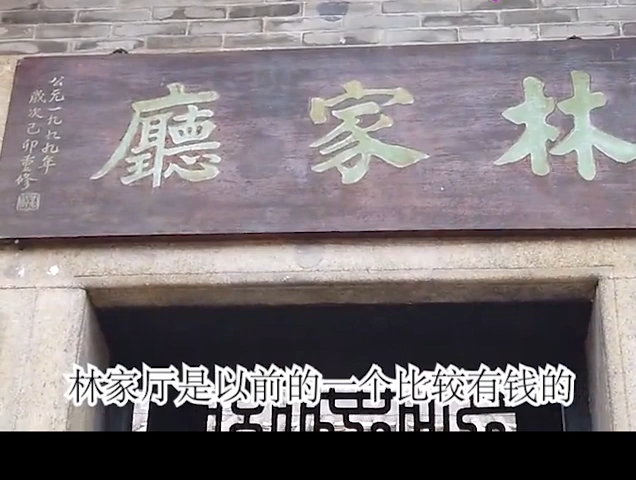 林家廳
公元一九九九年
歲次己卯重修
林家厅是以前的一个比较有钱的